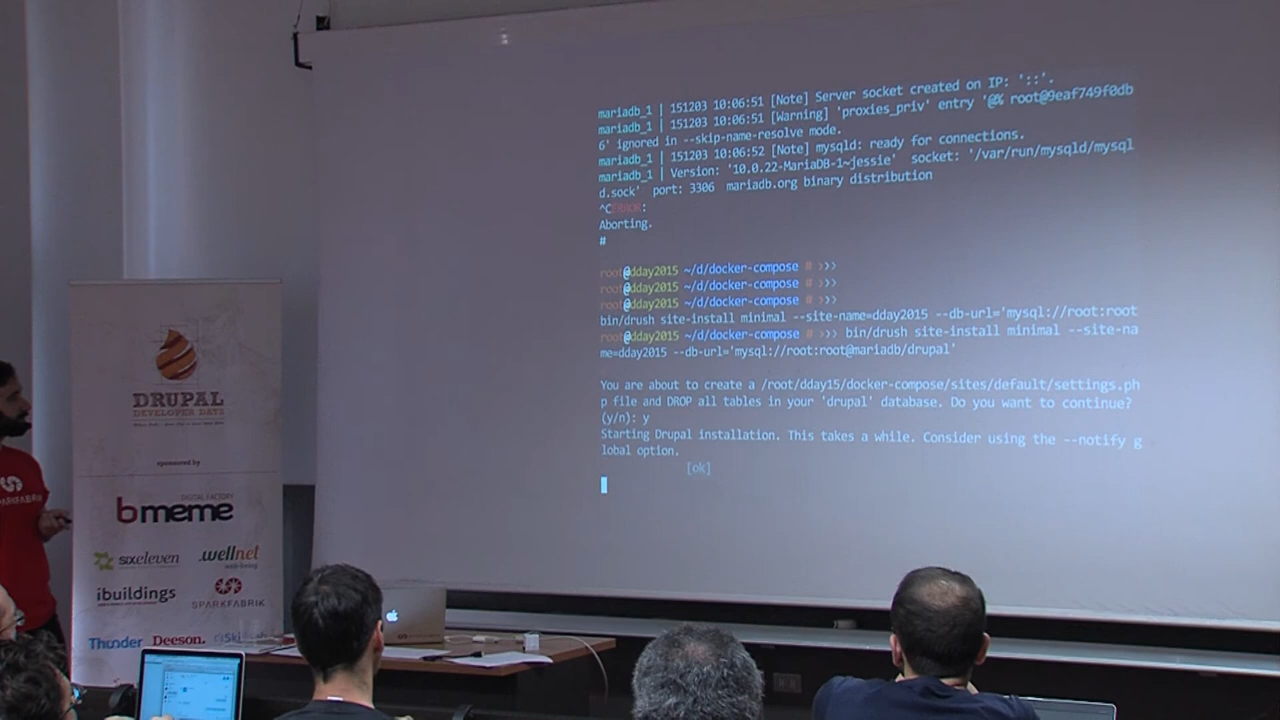 mariadb_1 | 151203 10:06:51 [Note] Server socket created on IP: '::'.
mariadb_1 | 151203 10:06:51 [Warning] 'proxies_priv' entry '@% root@9eaf749f0db
6' ignored in --skip-name-resolve mode.
mariadb_1 | 151203 10:06:52 [Note] mysqld: ready for connections.
mariadb_1 | Version: '10.0.22-MariaDB-1~jessie'  socket: '/var/run/mysqld/mysql
d.sock'  port: 3306  mariadb.org binary distribution
^CERROR:
Aborting.
#
root@dday2015 ~/d/docker-compose # >>>
root@dday2015 ~/d/docker-compose # >>>
root@dday2015 ~/d/docker-compose # >>>
bin/drush site-install minimal --site-name=dday2015 --db-url='mysql://root:root
root@dday2015 ~/d/docker-compose # >>> bin/drush site-install minimal --site-na
me=dday2015 --db-url='mysql://root:root@mariadb/drupal'
You are about to create a /root/dday15/docker-compose/sites/default/settings.ph
p file and DROP all tables in your 'drupal' database. Do you want to continue?
(y/n): y
Starting Drupal installation. This takes a while. Consider using the --notify g
lobal option.
[ok]
DRUPAL
DEVELOPER DAYS
sponsored by
DIGITAL FACTORY
bmeme
sixeleven
.wellnet
ibuildings
SPARKFABRIK
Thunder
Deeson.